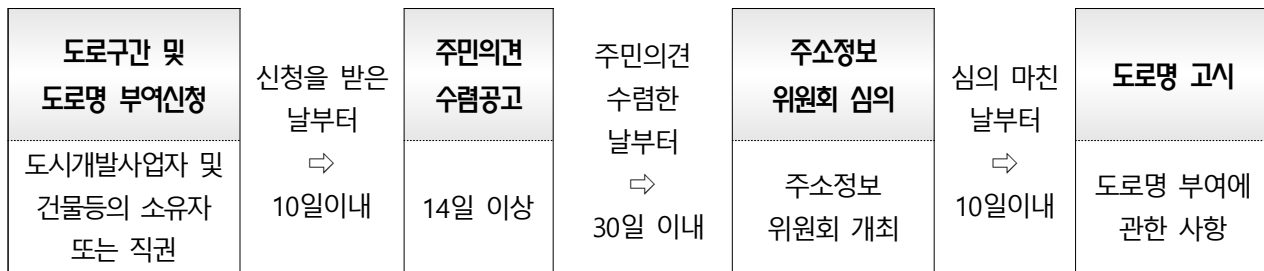 도로구간 및
도로명 부여신청
도시개발사업자 및
건물등의 소유자
또는 직권
신청을 받은
날부터
⇨
10일이내
주민의견
수렴공고
14일 이상
주민의견
수렴한
날부터
⇨
30일 이내
주소정보
위원회 심의
주소정보
위원회 개최
심의 마친
날부터
⇨
10일이내
도로명 고시
도로명 부여에
관한 사항